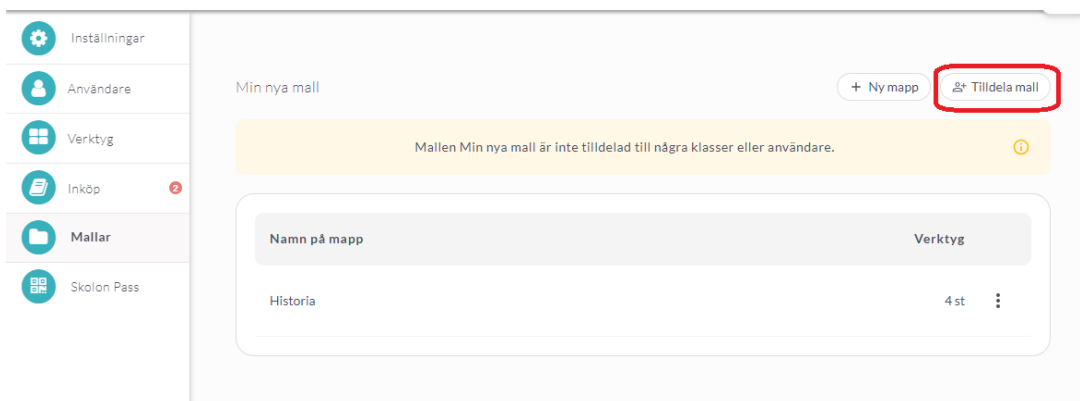 Inställningar
Användare
Verktyg
Inköp 2
Mallar
Skolon Pass
Min nya mall
+ Ny mapp
Tilldela mall
Mallen Min nya mall är inte tilldelad till några klasser eller användare.
Namn på mapp Verktyg
Historia 4 st